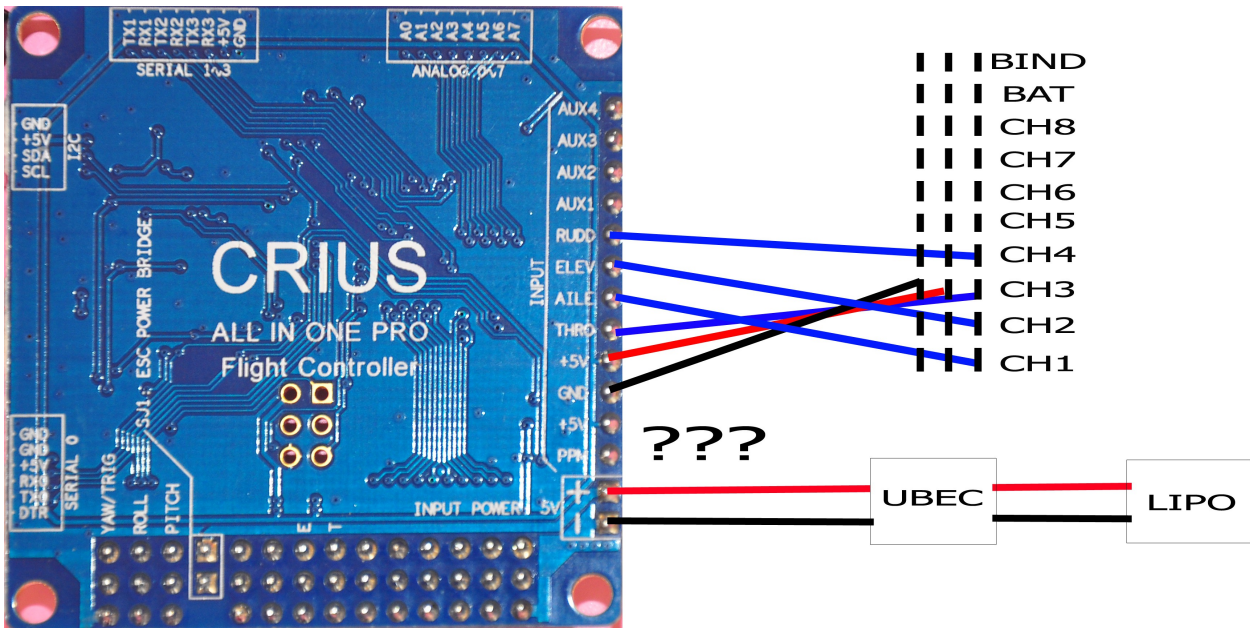 TX1 RX1 TX2 RX2 TX3 RX3 +5V GND
SERIAL 1~3
A0 A1 A2 A3 A4 A5 A6 A7
ANALOG 0~7
GND
+5V
SDA
SCL
I2C
AUX4
AUX3
AUX2
AUX1
RUDD
ELEV
AILE
THRO
+5V
GND
+5V
PPM
INPUT
CRIUS
ALL IN ONE PRO
Flight Controller
SJ1: ESC POWER BRIDGE
GND
GND
+5V
RX0
TX0
DTR
SERIAL 0
YAW/TRIG
ROLL
PITCH
E
T
INPUT POWER 5V
+
-
BIND
BAT
CH8
CH7
CH6
CH5
CH4
CH3
CH2
CH1
???
UBEC
LIPO